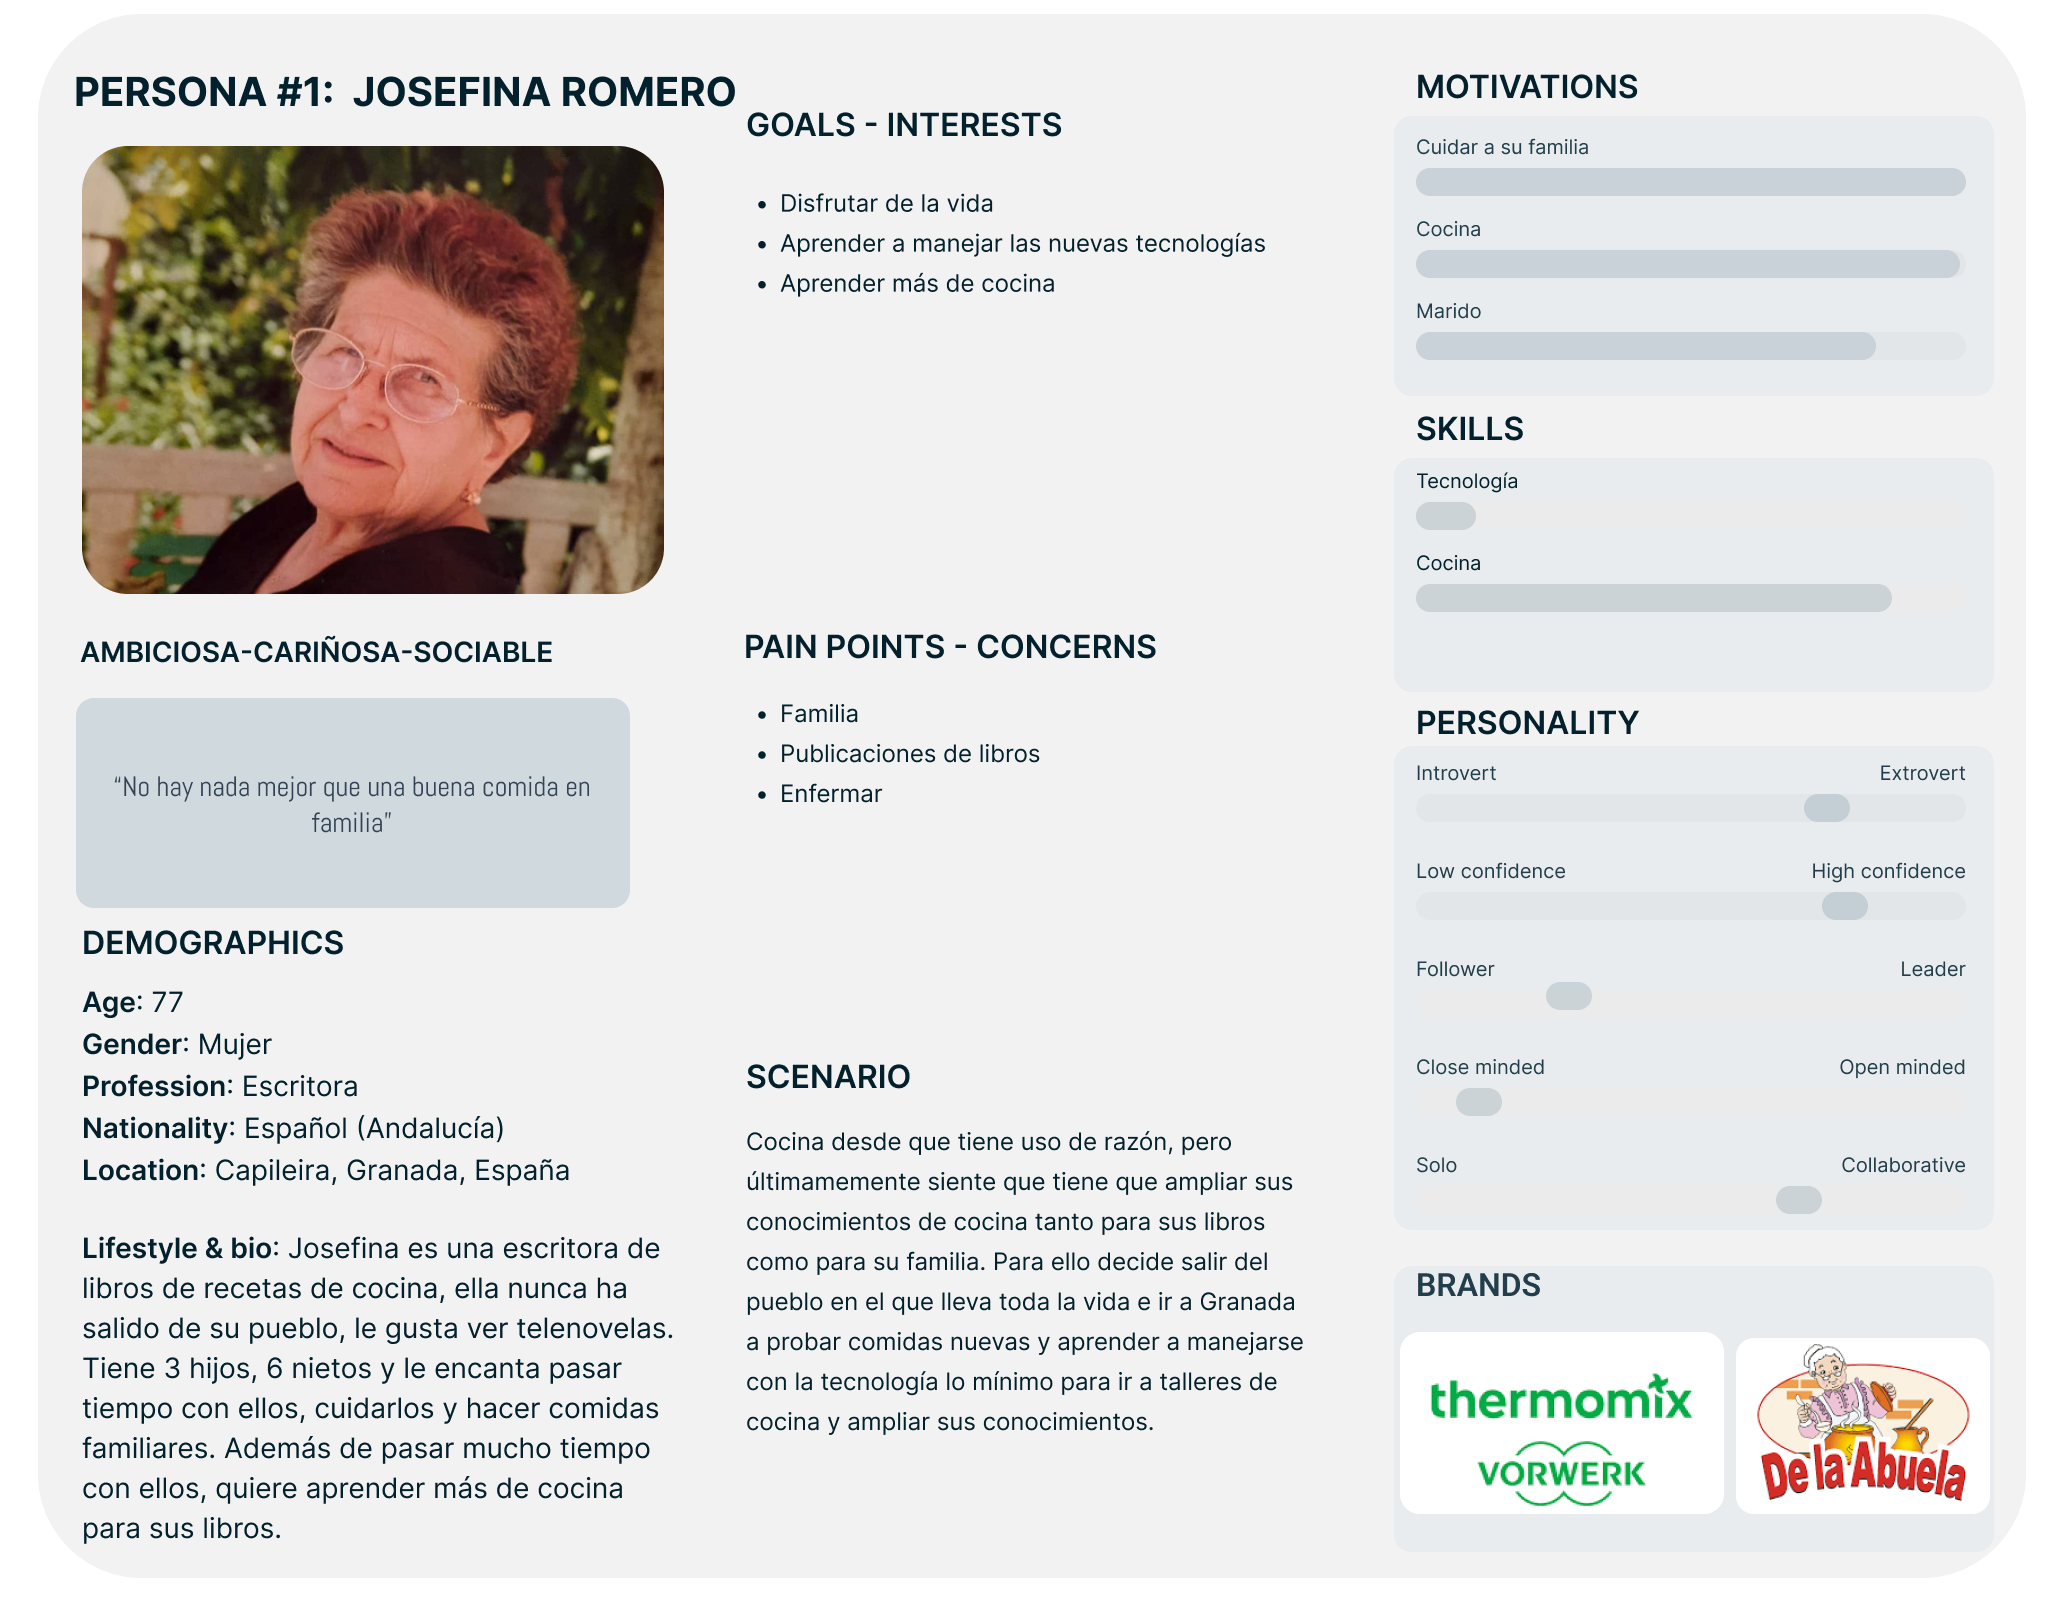 PERSONA #1: JOSEFINA ROMERO
AMBICIOSA-CARIÑOSA-SOCIABLE
“No hay nada mejor que una buena comida en
familia”
DEMOGRAPHICS
Age: 77
Gender: Mujer
Profession: Escritora
Nationality: Español (Andalucía)
Location: Capileira, Granada, España
Lifestyle & bio: Josefina es una escritora de
libros de recetas de cocina, ella nunca ha
salido de su pueblo, le gusta ver telenovelas.
Tiene 3 hijos, 6 nietos y le encanta pasar
tiempo con ellos, cuidarlos y hacer comidas
familiares. Además de pasar mucho tiempo
con ellos, quiere aprender más de cocina
para sus libros.
GOALS - INTERESTS
• Disfrutar de la vida
• Aprender a manejar las nuevas tecnologías
• Aprender más de cocina
PAIN POINTS - CONCERNS
• Familia
• Publicaciones de libros
• Enfermar
SCENARIO
Cocina desde que tiene uso de razón, pero
últimamemente siente que tiene que ampliar sus
conocimientos de cocina tanto para sus libros
como para su familia. Para ello decide salir del
pueblo en el que lleva toda la vida e ir a Granada
a probar comidas nuevas y aprender a manejarse
con la tecnología lo mínimo para ir a talleres de
cocina y ampliar sus conocimientos.
MOTIVATIONS
Cuidar a su familia
Cocina
Marido
SKILLS
Tecnología
Cocina
PERSONALITY
Introvert Extrovert
Low confidence High confidence
Follower Leader
Close minded Open minded
Solo Collaborative
BRANDS
thermomix
VORWERK
De la Abuela